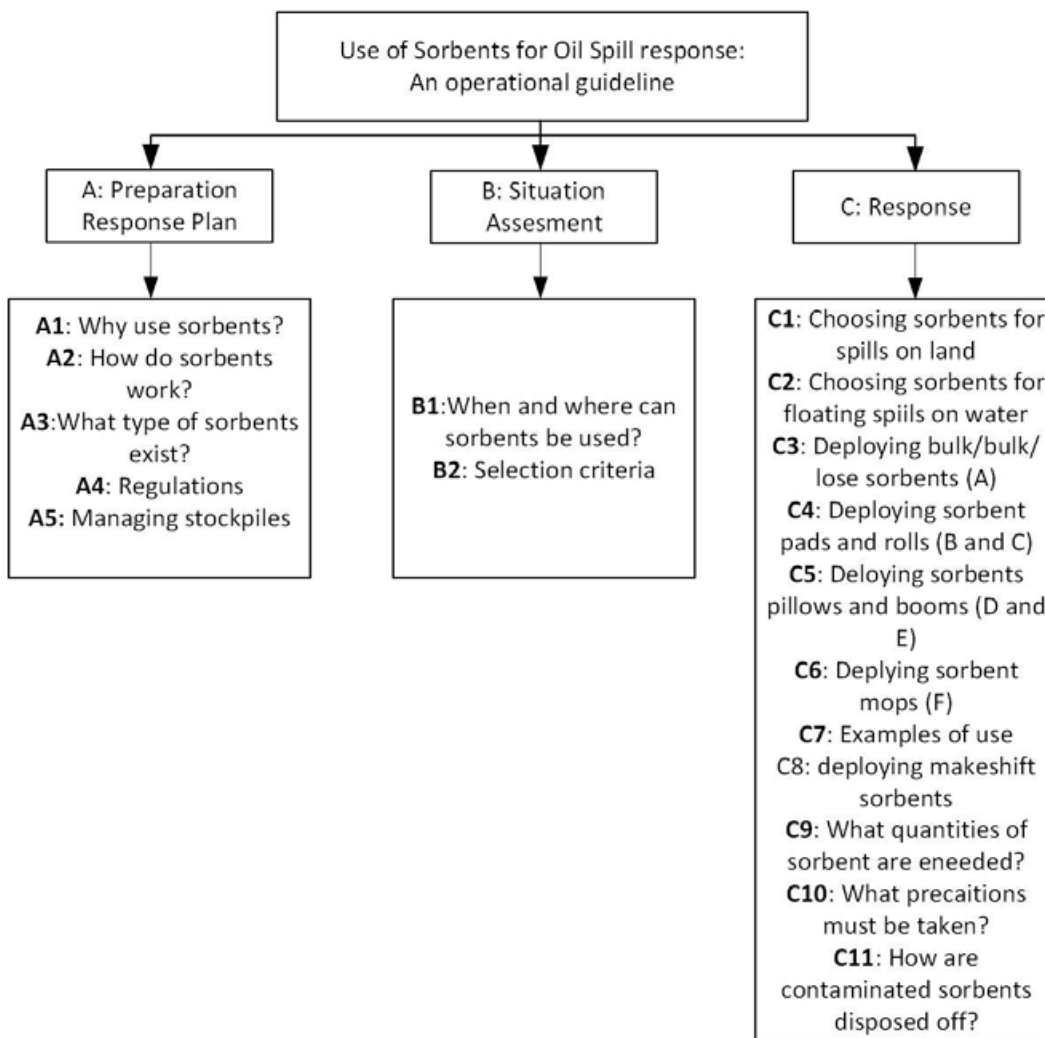 Use of Sorbents for Oil Spill response:
An operational guideline
A: Preparation
Response Plan
B: Situation
Assesment
C: Response
A1: Why use sorbents?
A2: How do sorbents
work?
A3:What type of sorbents
exist?
A4: Regulations
A5: Managing stockpiles
B1:When and where can
sorbents be used?
B2: Selection criteria
C1: Choosing sorbents for
spills on land
C2: Choosing sorbents for
floating spiils on water
C3: Deploying bulk/bulk/
lose sorbents (A)
C4: Deploying sorbent
pads and rolls (B and C)
C5: Deloying sorbents
pillows and booms (D and
E)
C6: Deplying sorbent
mops (F)
C7: Examples of use
C8: deploying makeshift
sorbents
C9: What quantities of
sorbent are eneeded?
C10: What precaitions
must be taken?
C11: How are
contaminated sorbents
disposed off?